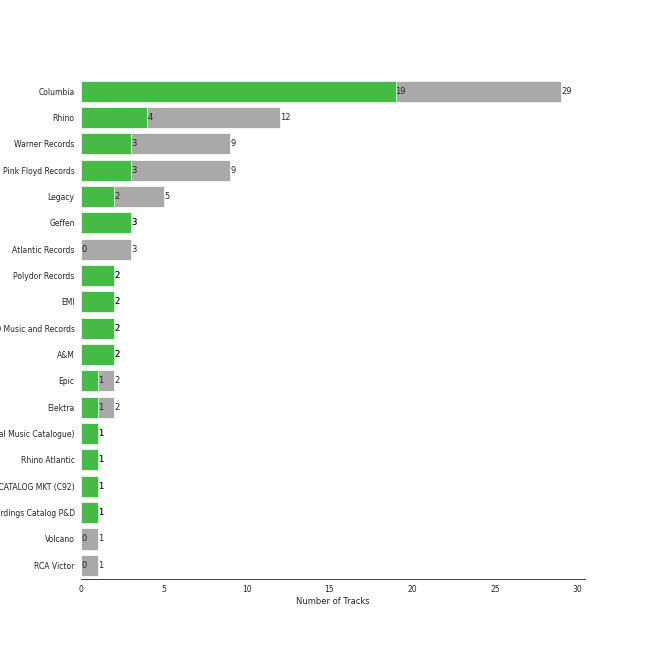 Columbia 19 29
Rhino 4 12
Warner Records 3 9
Pink Floyd Records 3 9
Legacy 2 5
Geffen 3
Atlantic Records 0 3
Polydor Records 2
EMI 2
Music and Records 2
A&M 2
Epic 1 2
Elektra 1 2
Music Catalogue) 1
Rhino Atlantic 1
CATALOG MKT (C92) 1
Catalog P&D 1
Volcano 0 1
RCA Victor 0 1
0 5 10 15 20 25 30
Number of Tracks